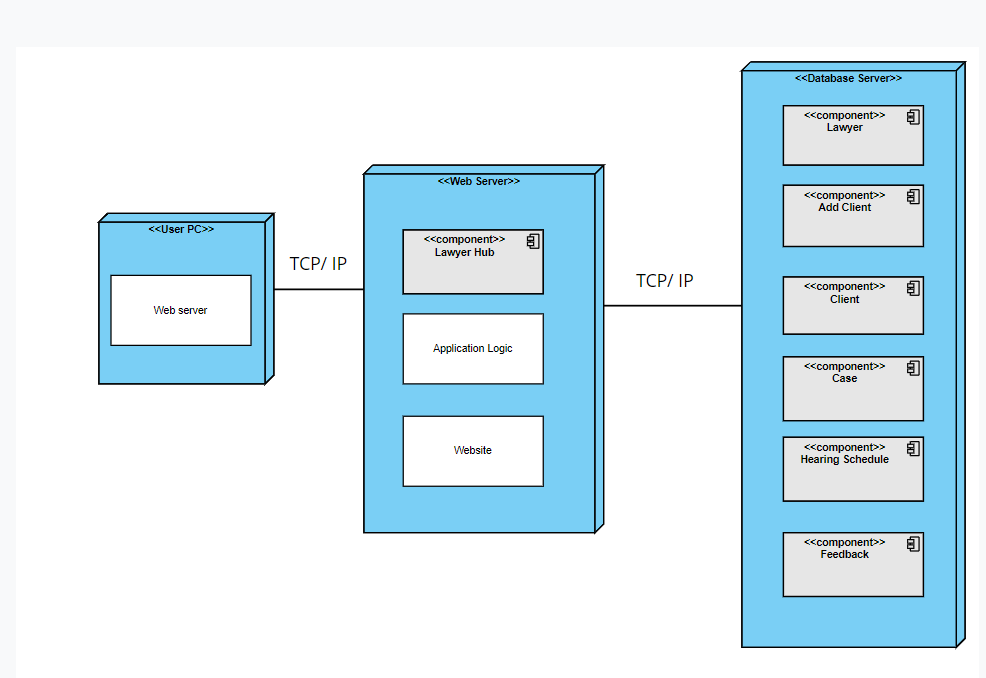 <<User PC>>
Web server
TCP/ IP
<<Web Server>>
<<component>>
Lawyer Hub
Application Logic
Website
TCP/ IP
<<Database Server>>
<<component>>
Lawyer
<<component>>
Add Client
<<component>>
Client
<<component>>
Case
<<component>>
Hearing Schedule
<<component>>
Feedback